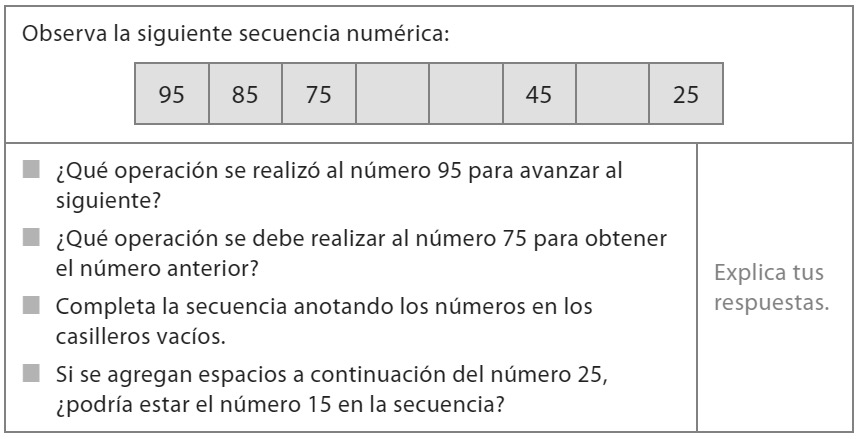 Observa la siguiente secuencia numérica:
95 85 75 45 25
¿Qué operación se realizó al número 95 para avanzar al
siguiente?
¿Qué operación se debe realizar al número 75 para obtener
el número anterior?
Completa la secuencia anotando los números en los
casilleros vacíos.
Si se agregan espacios a continuación del número 25,
¿podría estar el número 15 en la secuencia?
Explica tus
respuestas.